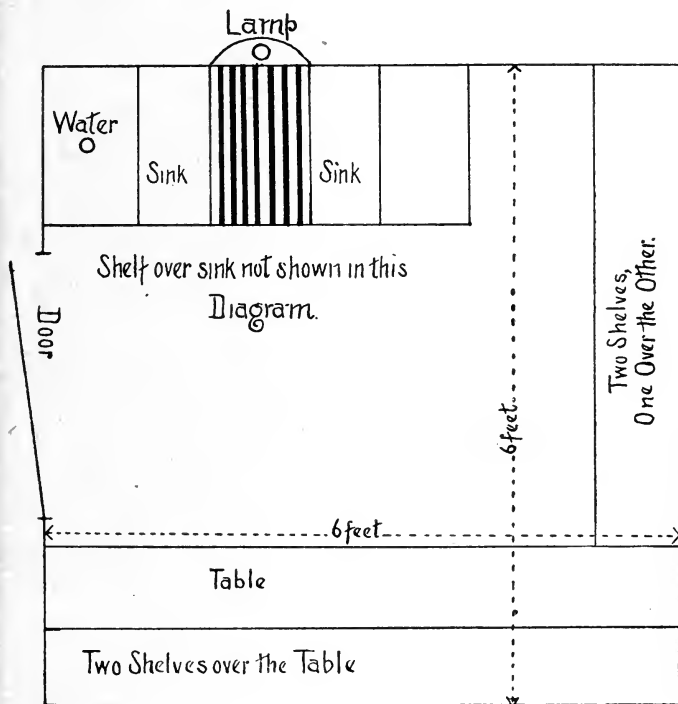 Lamp
Water
Sink
Sink
Shelf over sink not shown in this
Diagram.
Door
Two Shelves,
One Over the Other.
6 feet
6 feet
Table
Two Shelves over the Table